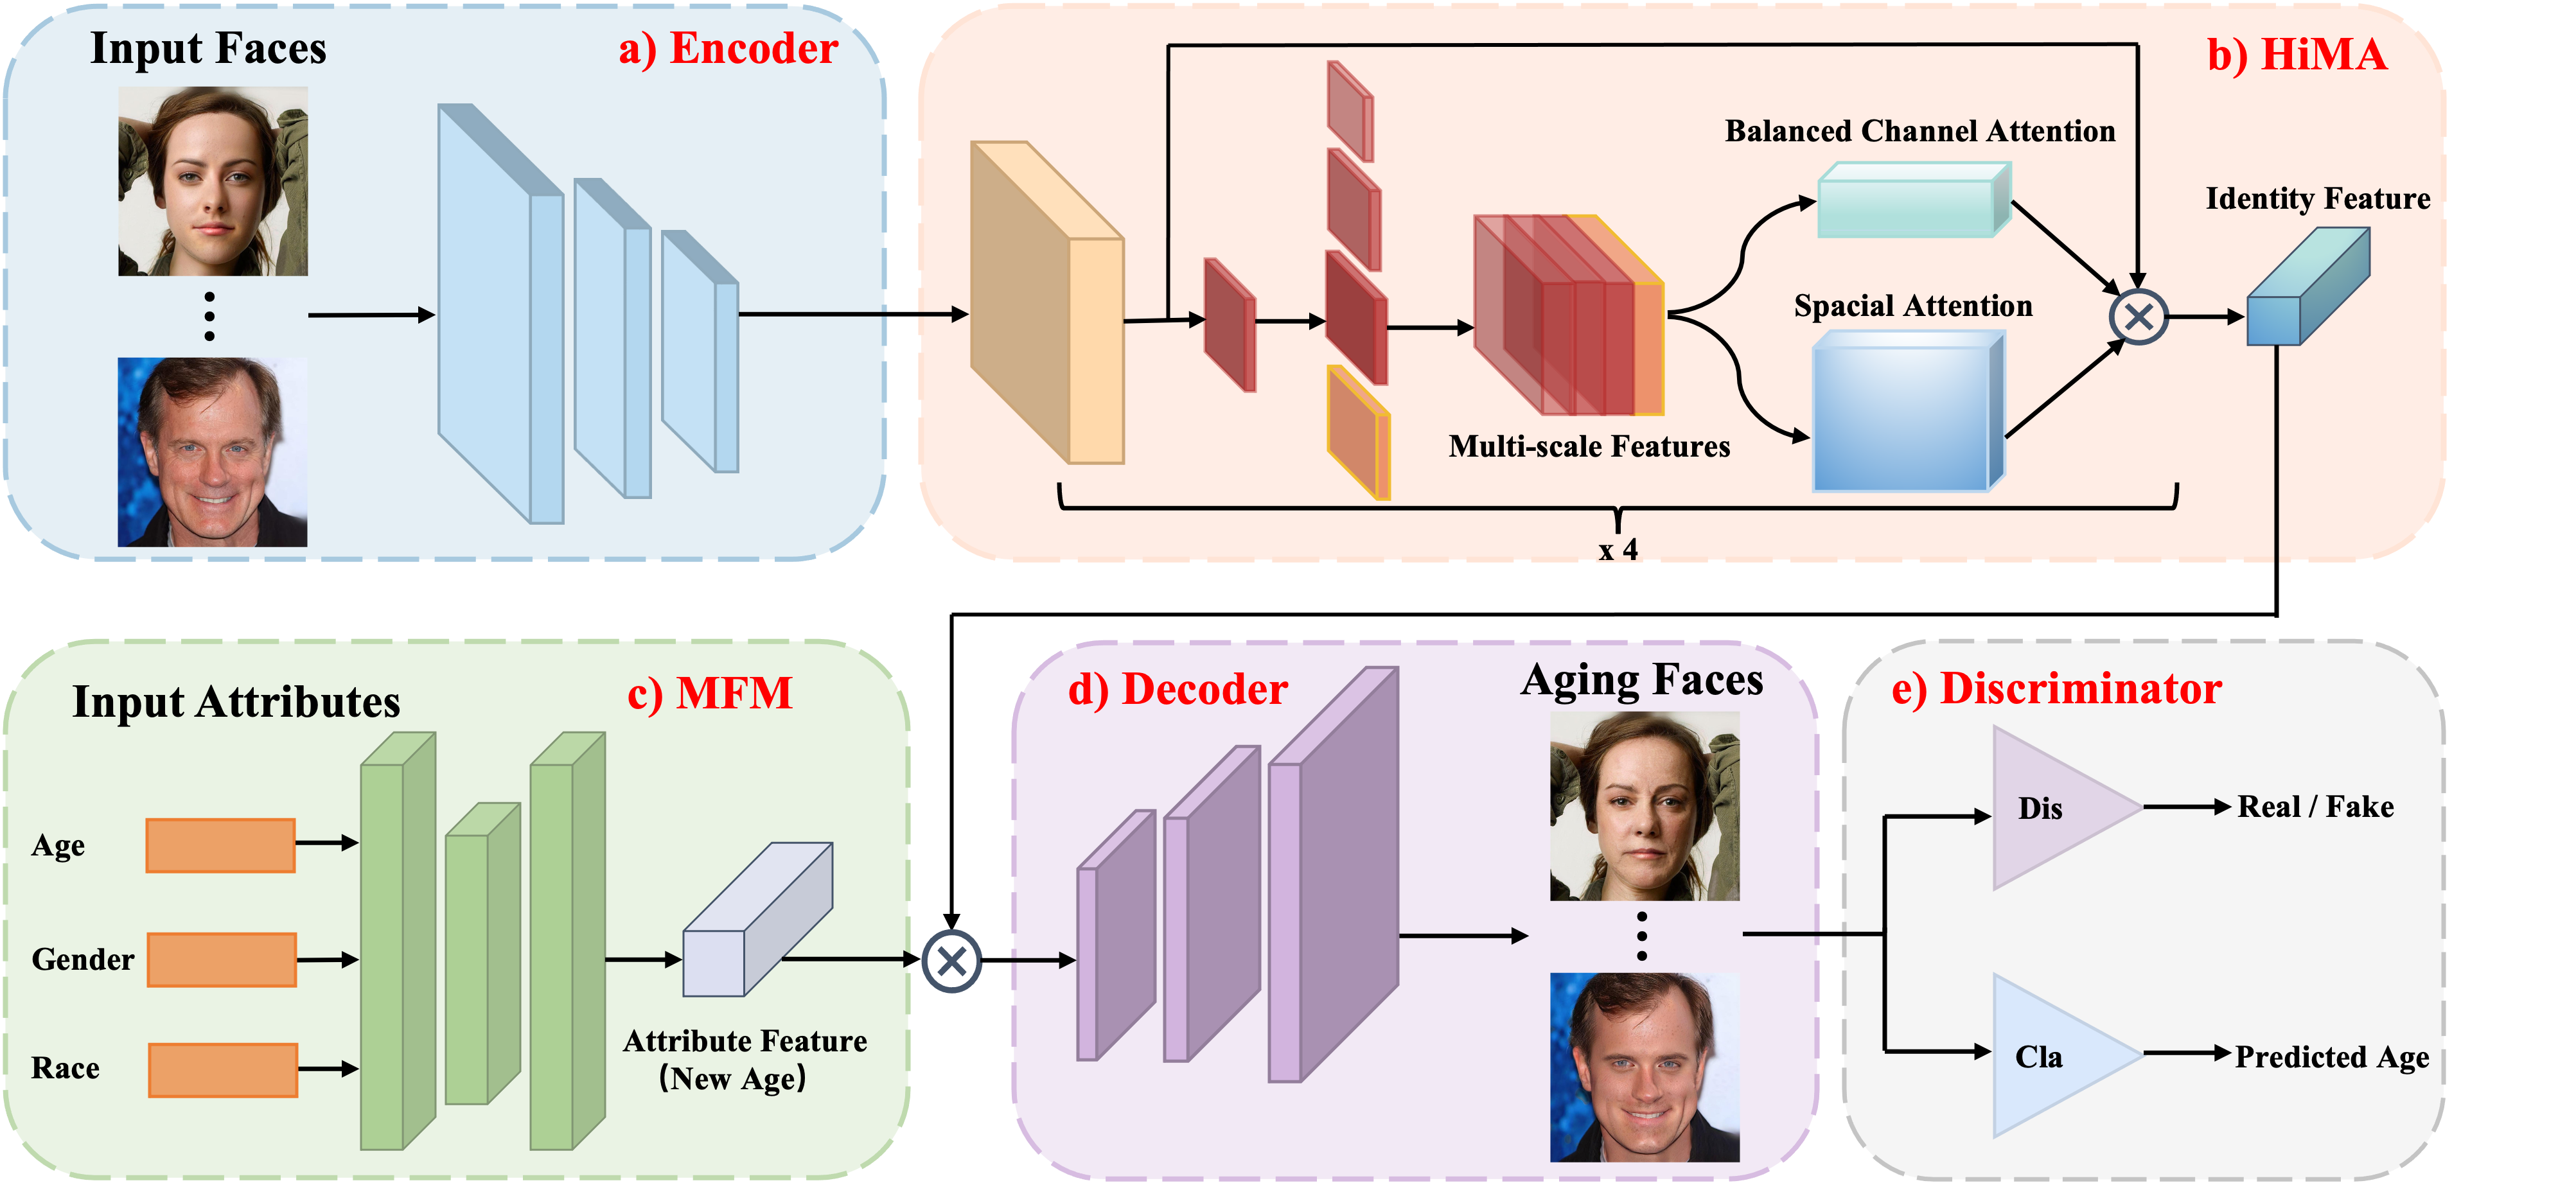 Input Faces
a) Encoder
b) HiMA
Balanced Channel Attention
Identity Feature
Spacial Attention
Multi-scale Features
x 4
Input Attributes
c) MFM
Age
Gender
Race
Attribute Feature
(New Age)
d) Decoder
Aging Faces
e) Discriminator
Dis
Real / Fake
Cla
Predicted Age